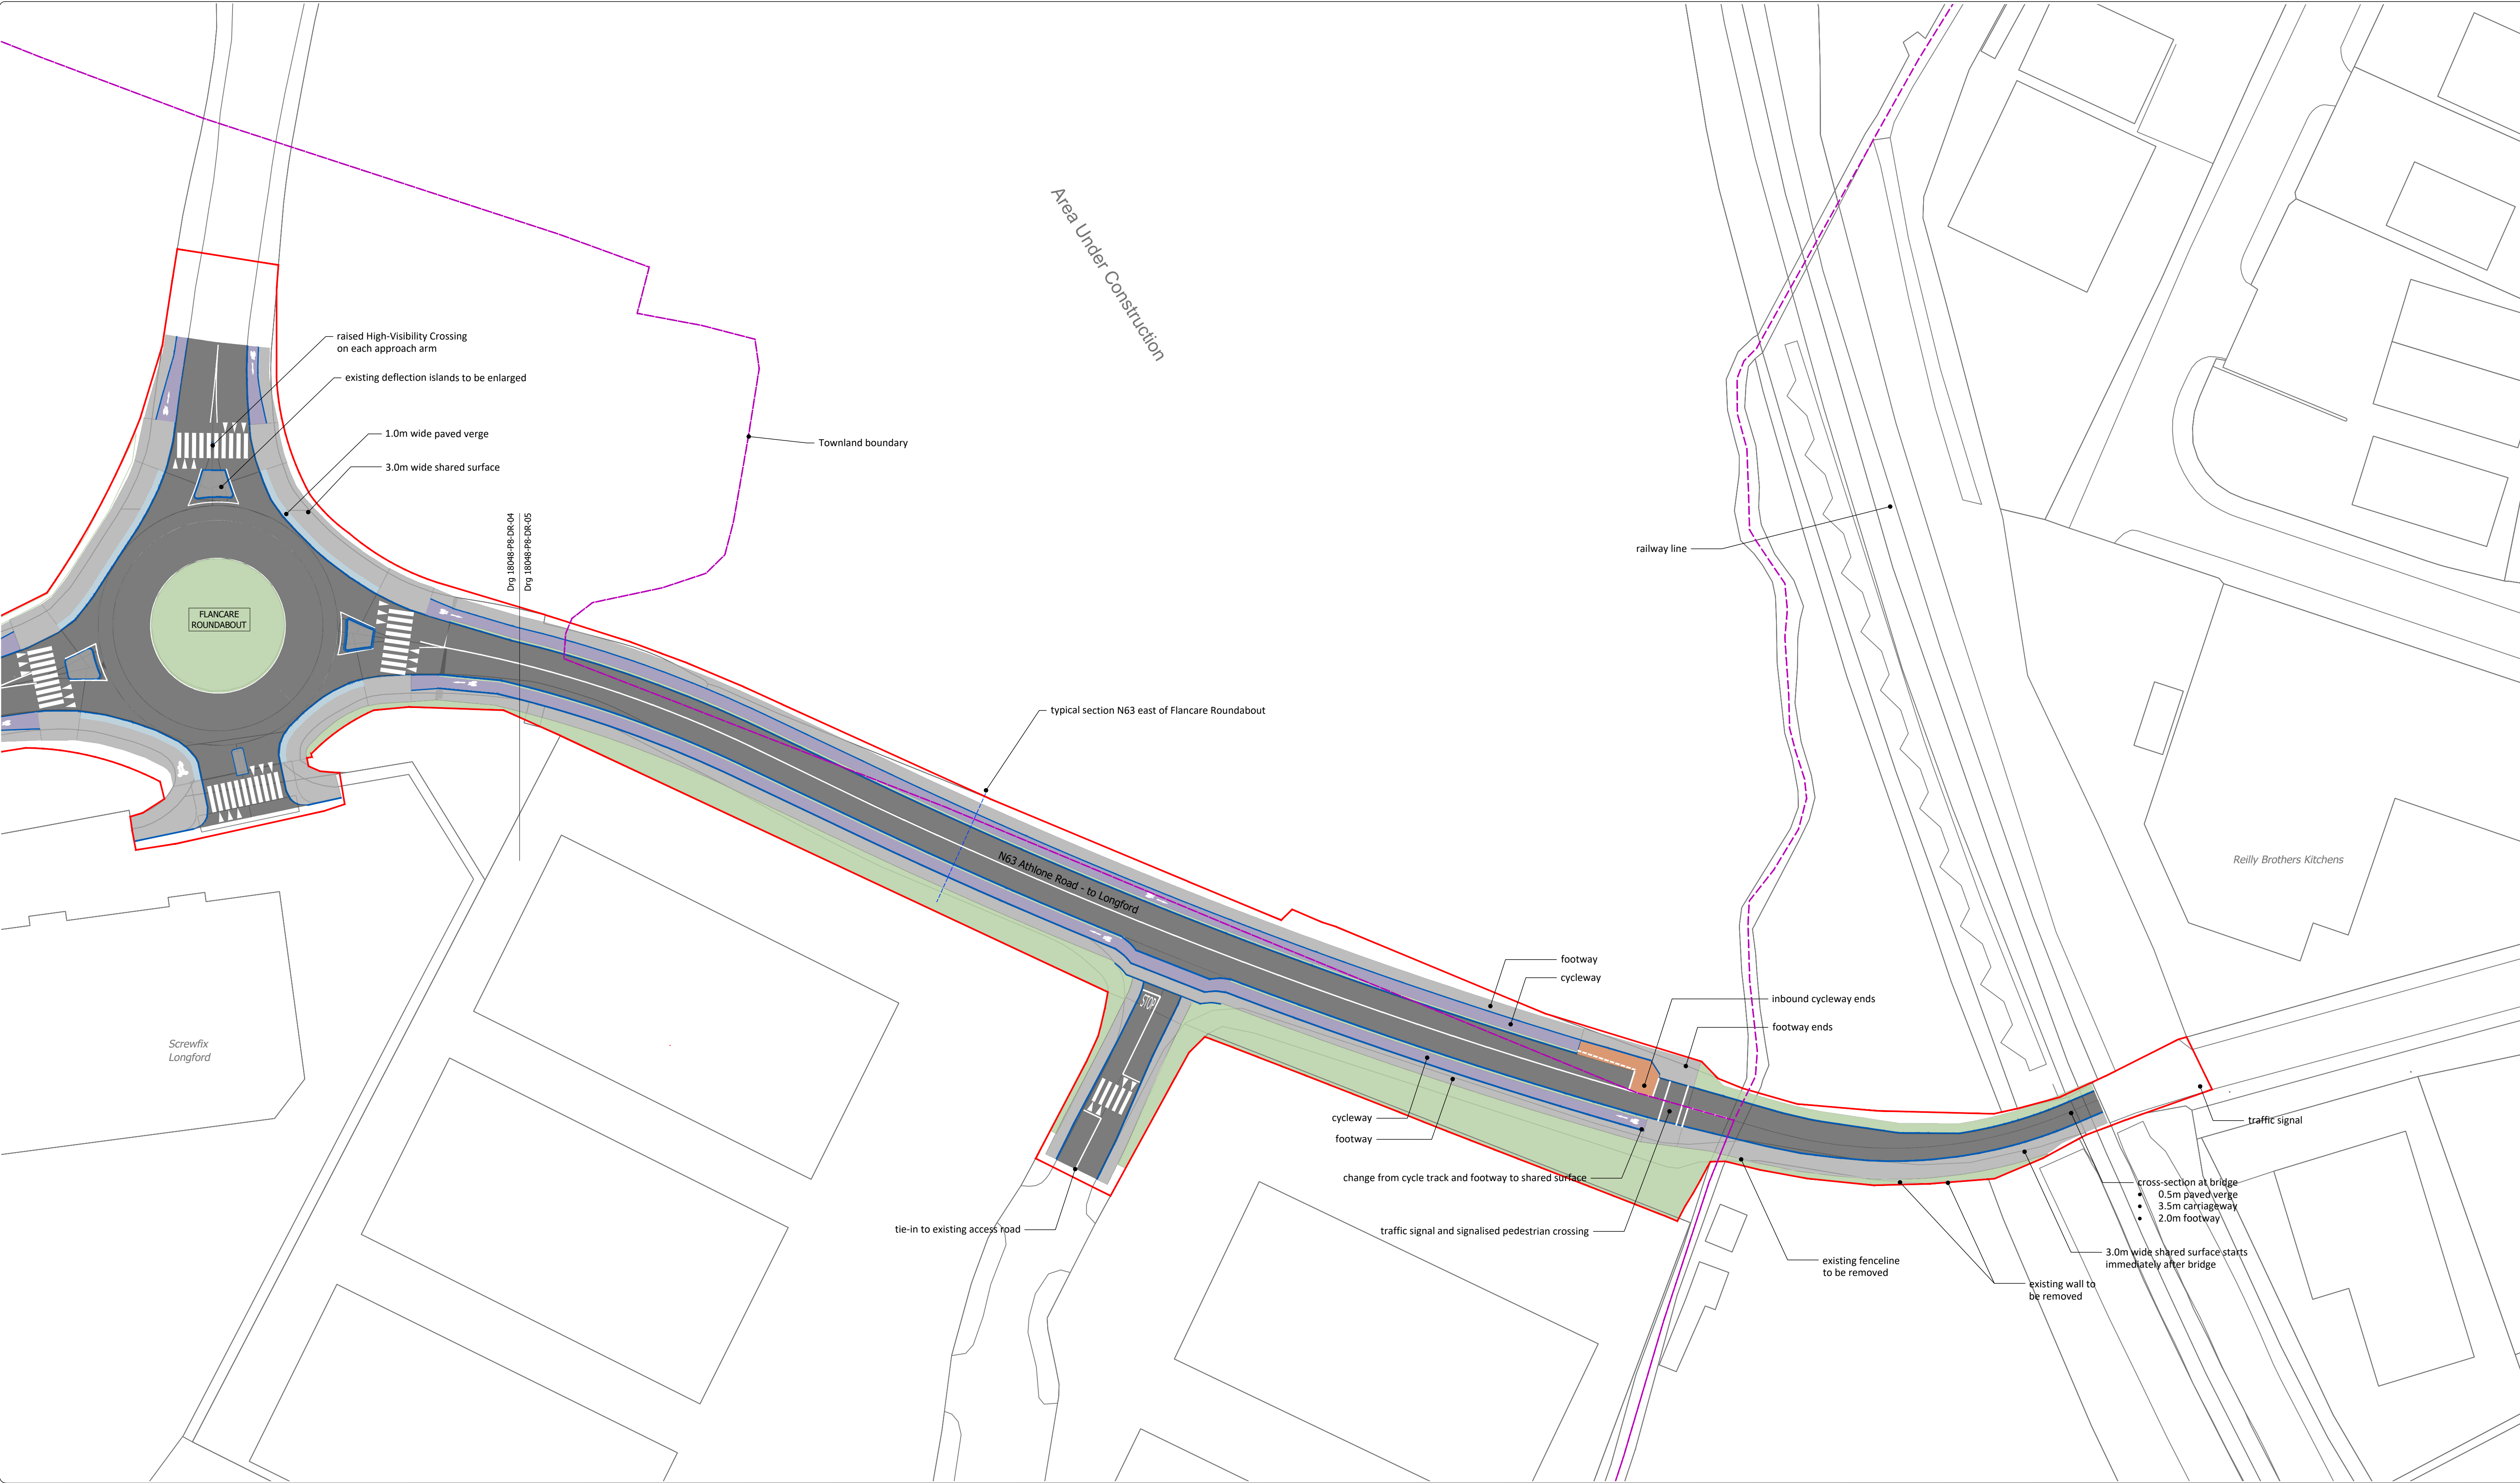 Area Under Construction
raised High-Visibility Crossing
on each approach arm
existing deflection islands to be enlarged
1.0m wide paved verge
3.0m wide shared surface
Townland boundary
Drg 18048-P8-DR-04
Drg 18048-P8-DR-05
railway line
FLANCARE
ROUNDABOUT
typical section N63 east of Flancare Roundabout
N63 Athlone Road - to Longford
Reilly Brothers Kitchens
footway
cycleway
inbound cycleway ends
footway ends
STOP
Screwfix
Longford
cycleway
footway
traffic signal
change from cycle track and footway to shared surface
cross-section at bridge
• 0.5m paved verge
• 3.5m carriageway
• 2.0m footway
tie-in to existing access road
traffic signal and signalised pedestrian crossing
3.0m wide shared surface starts
immediately after bridge
existing fenceline
to be removed
existing wall to
be removed